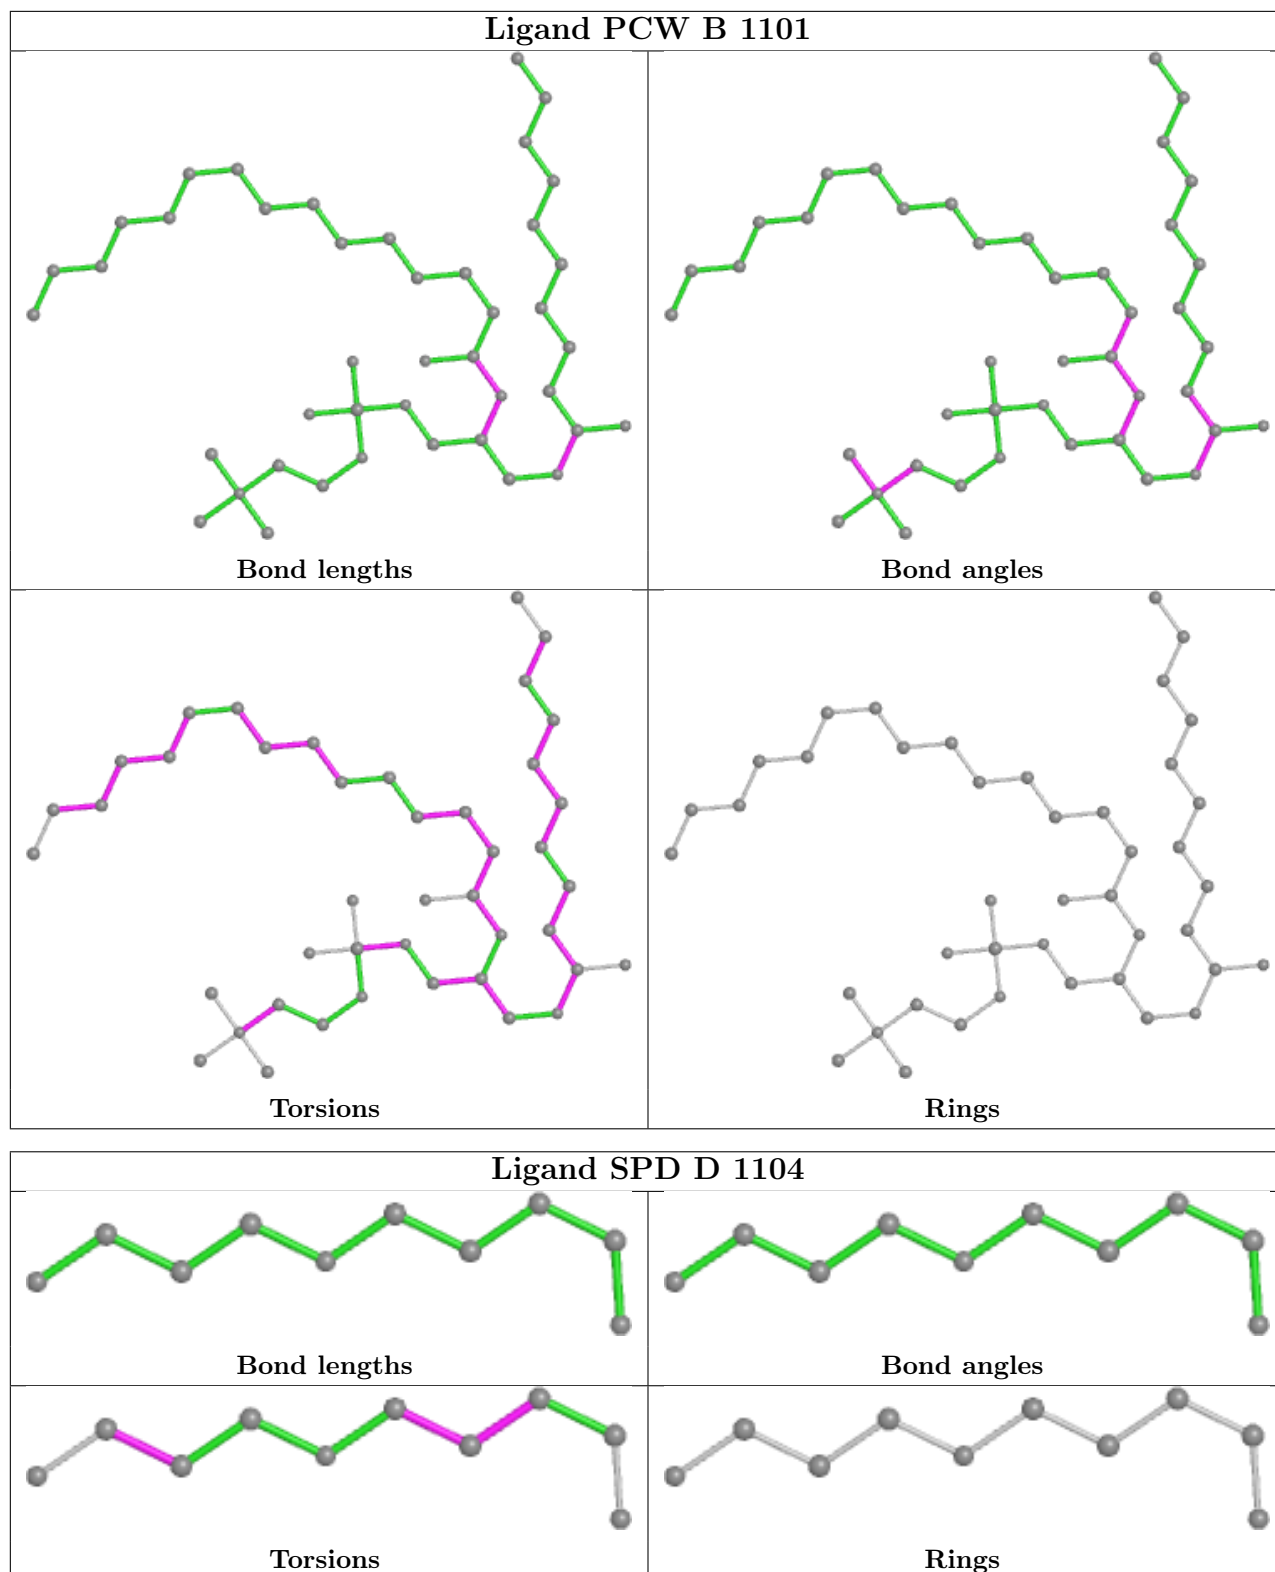 Ligand PCW B 1101
Bond lengths
Bond angles
Torsions
Rings
Ligand SPD D 1104
Bond lengths
Bond angles
Torsions
Rings